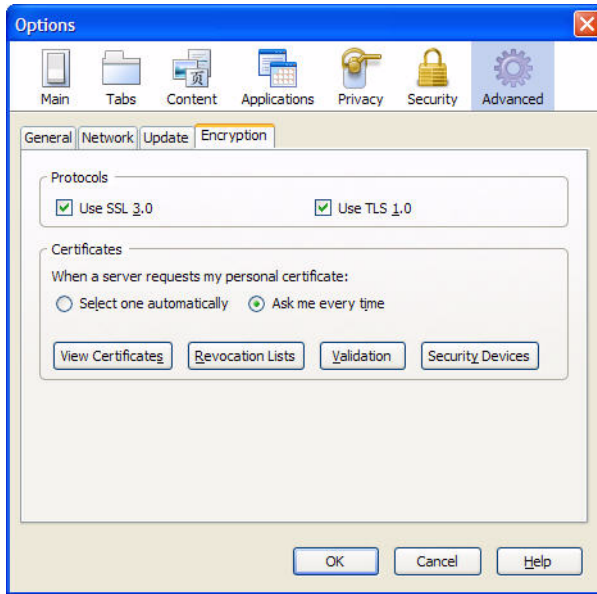 Options
Main Tabs Content Applications Privacy Security Advanced
General Network Update Encryption
Protocols
Use SSL 3.0 Use TLS 1.0
Certificates
When a server requests my personal certificate:
Select one automatically Ask me every time
View Certificates Revocation Lists Validation Security Devices
OK Cancel Help